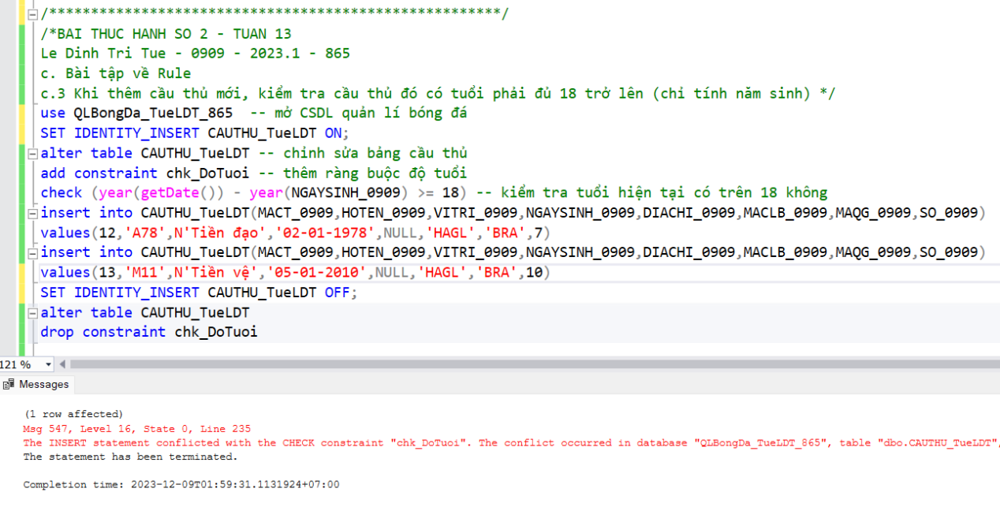 /******************************************************/
/*BAI THUC HANH SO 2 - TUAN 13
Le Dinh Tri Tue - 0909 - 2023.1 - 865
c. Bài tập về Rule
c.3 Khi thêm cầu thủ mới, kiểm tra cầu thủ đó có tuổi phải đủ 18 trở lên (chỉ tính năm sinh) */
use QLBongDa_TueLDT_865  -- mở CSDL quản lí bóng đá
SET IDENTITY_INSERT CAUTHU_TueLDT ON;
alter table CAUTHU_TueLDT -- chỉnh sửa bảng cầu thủ
add constraint chk_DoTuoi -- thêm ràng buộc độ tuổi
check (year(getDate()) - year(NGAYSINH_0909) >= 18) -- kiểm tra tuổi hiện tại có trên 18 không
insert into CAUTHU_TueLDT(MACT_0909,HOTEN_0909,VITRI_0909,NGAYSINH_0909,DIACHI_0909,MACLB_0909,MAQG_0909,SO_0909)
values(12,'A78',N'Tiền đạo','02-01-1978',NULL,'HAGL','BRA',7)
insert into CAUTHU_TueLDT(MACT_0909,HOTEN_0909,VITRI_0909,NGAYSINH_0909,DIACHI_0909,MACLB_0909,MAQG_0909,SO_0909)
values(13,'M11',N'Tiền vệ','05-01-2010',NULL,'HAGL','BRA',10)
SET IDENTITY_INSERT CAUTHU_TueLDT OFF;
alter table CAUTHU_TueLDT
drop constraint chk_DoTuoi
121 %
Messages
(1 row affected)
Msg 547, Level 16, State 0, Line 235
The INSERT statement conflicted with the CHECK constraint "chk_DoTuoi". The conflict occurred in database "QLBongDa_TueLDT_865", table "dbo.CAUTHU_TueLDT",
The statement has been terminated.
Completion time: 2023-12-09T01:59:31.1131924+07:00